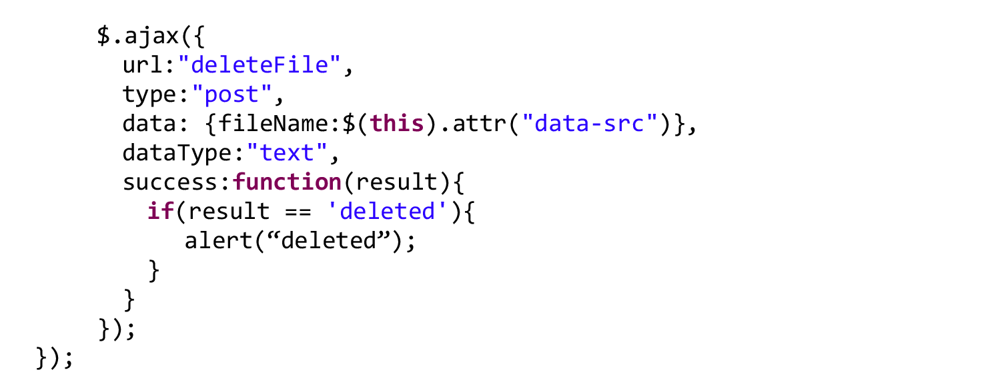 $.ajax({
url:"deleteFile",
type:"post",
data: {fileName:$(this).attr("data-src")},
dataType:"text",
success:function(result){
if(result == 'deleted'){
alert(“deleted”);
}
}
});
});